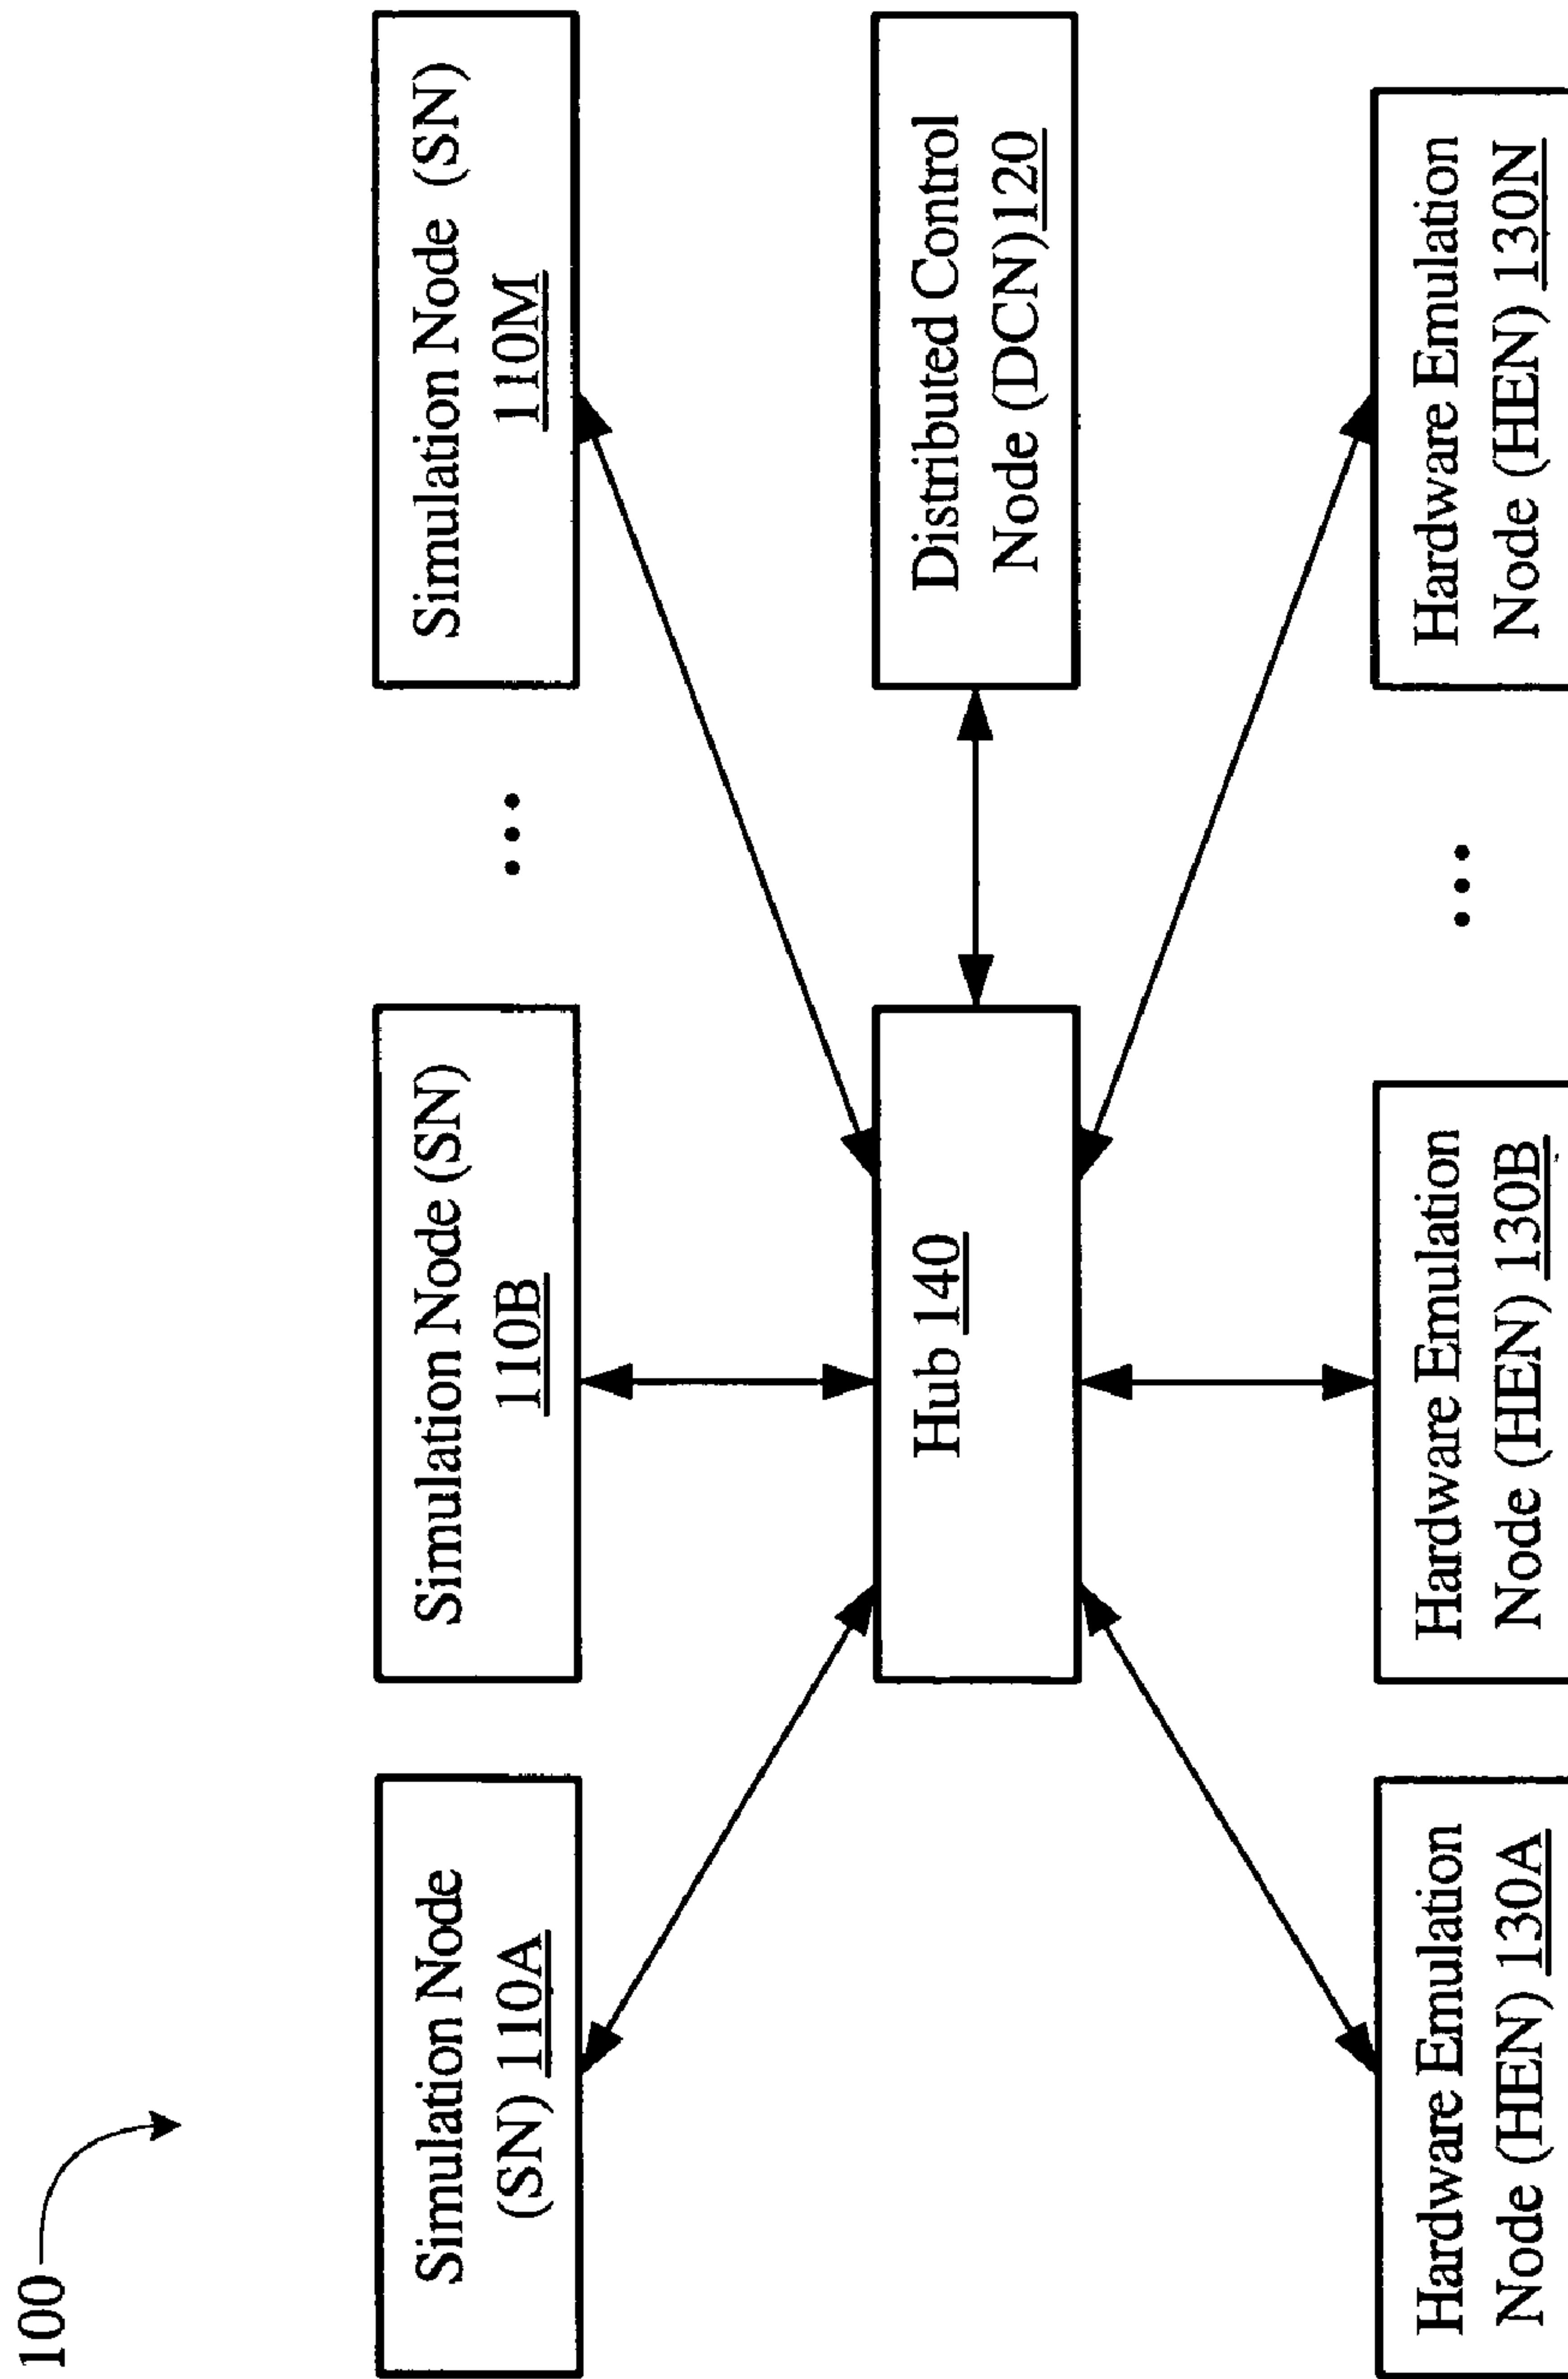 100
Simulation Node
(SN) 110A
Simulation Node (SN)
110B
...
Simulation Node (SN)
110M
Hub 140
Distributed Control
Node (DCN) 120
Hardware Emulation
Node (HEN) 130A
Hardware Emulation
Node (HEN) 130B
...
Hardware Emulation
Node (HEN) 130N